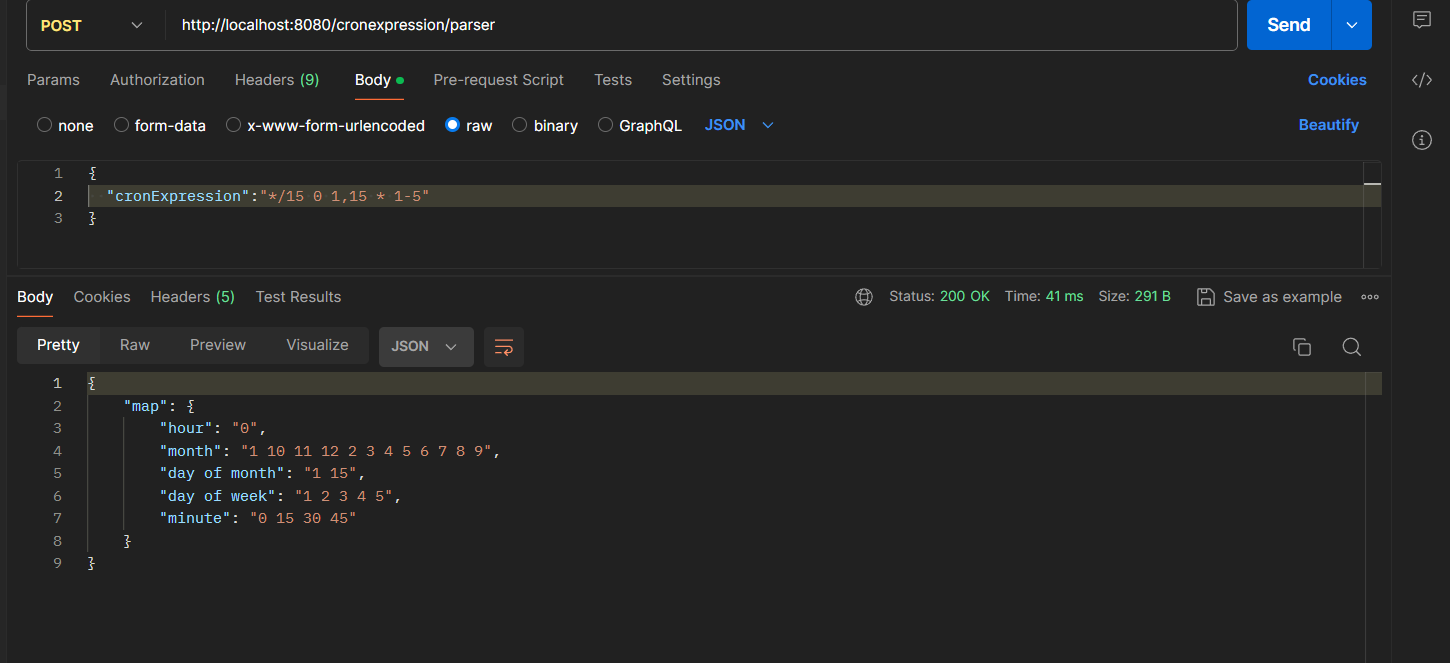 POST http://localhost:8080/cronexpression/parser Send
Params Authorization Headers (9) Body Pre-request Script Tests Settings Cookies
none form-data x-www-form-urlencoded raw binary GraphQL JSON Beautify
1 {
2 "cronExpression":"*/15 0 1,15 * 1-5"
3 }
Body Cookies Headers (5) Test Results Status: 200 OK Time: 41 ms Size: 291 B Save as example
Pretty Raw Preview Visualize JSON
1 {
2 "map": {
3 "hour": "0",
4 "month": "1 10 11 12 2 3 4 5 6 7 8 9",
5 "day of month": "1 15",
6 "day of week": "1 2 3 4 5",
7 "minute": "0 15 30 45"
8 }
9 }